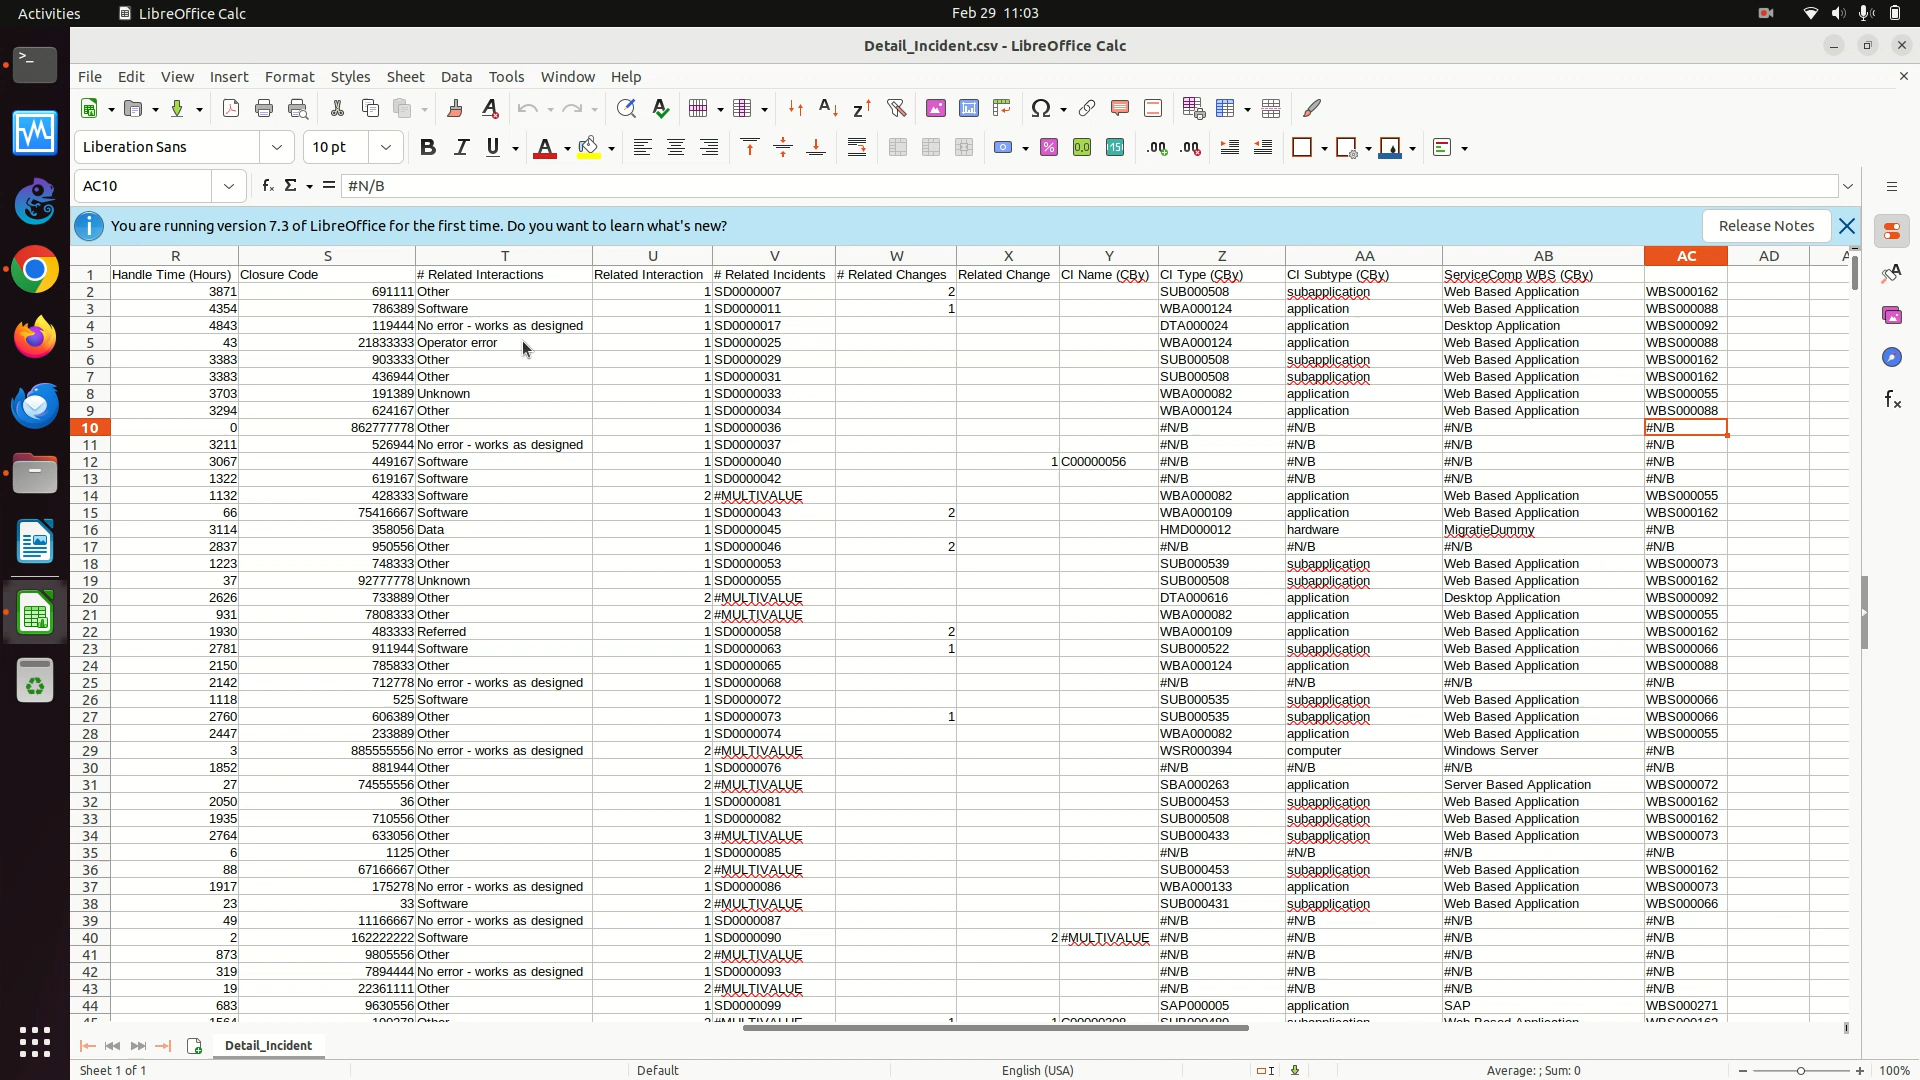 Activities LibreOffice Calc Feb 29 11:03
Detail_Incident.csv - LibreOffice Calc
File Edit View Insert Format Styles Sheet Data Tools Window Help
Liberation Sans 10 pt
AC10 #N/B
You are running version 7.3 of LibreOffice for the first time. Do you want to learn what's new? Release Notes
R S T U V W X Y Z AA AB AC AD
1 Handle Time (Hours) Closure Code # Related Interactions Related Interaction # Related Incidents # Related Changes Related Change CI Name (CBy) CI Type (CBy) CI Subtype (CBy) ServiceComp WBS (CBy)
2 3871 691111 Other 1 SD0000007 2 SUB000508 subapplication Web Based Application WBS000162
3 4354 786389 Software 1 SD0000011 1 WBA000124 application Web Based Application WBS000088
4 4843 119444 No error - works as designed 1 SD0000017 DTA000024 application Desktop Application WBS000092
5 43 21833333 Operator error 1 SD0000025 WBA000124 application Web Based Application WBS000088
6 3383 903333 Other 1 SD0000029 SUB000508 subapplication Web Based Application WBS000162
7 3383 436944 Other 1 SD0000031 SUB000508 subapplication Web Based Application WBS000162
8 3703 191389 Unknown 1 SD0000033 WBA000082 application Web Based Application WBS000055
9 3294 624167 Other 1 SD0000034 WBA000124 application Web Based Application WBS000088
10 0 862777778 Other 1 SD0000036 #N/B #N/B #N/B #N/B
11 3211 526944 No error - works as designed 1 SD0000037 #N/B #N/B #N/B #N/B
12 3067 449167 Software 1 SD0000040 1 C00000056 #N/B #N/B #N/B #N/B
13 1322 619167 Software 1 SD0000042 #N/B #N/B #N/B #N/B
14 1132 428333 Software 2 #MULTIVALUE WBA000082 application Web Based Application WBS000055
15 66 75416667 Software 1 SD0000043 2 WBA000109 application Web Based Application WBS000162
16 3114 358056 Data 1 SD0000045 HMD000012 hardware MigratieDummy #N/B
17 2837 950556 Other 1 SD0000046 2 #N/B #N/B #N/B #N/B
18 1223 748333 Other 1 SD0000053 SUB000539 subapplication Web Based Application WBS000073
19 37 92777778 Unknown 1 SD0000055 SUB000508 subapplication Web Based Application WBS000162
20 2626 733889 Other 2 #MULTIVALUE DTA000616 application Desktop Application WBS000092
21 931 7808333 Other 2 #MULTIVALUE WBA000082 application Web Based Application WBS000055
22 1930 483333 Referred 1 SD0000058 2 WBA000109 application Web Based Application WBS000162
23 2781 911944 Software 1 SD0000063 1 SUB000522 subapplication Web Based Application WBS000066
24 2150 785833 Other 1 SD0000065 WBA000124 application Web Based Application WBS000088
25 2142 712778 No error - works as designed 1 SD0000068 #N/B #N/B #N/B #N/B
26 1118 525 Software 1 SD0000072 SUB000535 subapplication Web Based Application WBS000066
27 2760 606389 Other 1 SD0000073 1 SUB000535 subapplication Web Based Application WBS000066
28 2447 233889 Other 1 SD0000074 WBA000082 application Web Based Application WBS000055
29 3 885555556 No error - works as designed 2 #MULTIVALUE WSR000394 computer Windows Server #N/B
30 1852 881944 Other 1 SD0000076 #N/B #N/B #N/B #N/B
31 27 74555556 Other 2 #MULTIVALUE SBA000263 application Server Based Application WBS000072
32 2050 36 Other 1 SD0000081 SUB000453 subapplication Web Based Application WBS000162
33 1935 710556 Other 1 SD0000082 SUB000508 subapplication Web Based Application WBS000162
34 2764 633056 Other 3 #MULTIVALUE SUB000433 subapplication Web Based Application WBS000073
35 6 1125 Other 1 SD0000085 #N/B #N/B #N/B #N/B
36 88 67166667 Other 2 #MULTIVALUE SUB000453 subapplication Web Based Application WBS000162
37 1917 175278 No error - works as designed 1 SD0000086 WBA000133 application Web Based Application WBS000073
38 23 33 Software 2 #MULTIVALUE SUB000431 subapplication Web Based Application WBS000066
39 49 11166667 No error - works as designed 1 SD0000087 #N/B #N/B #N/B #N/B
40 2 162222222 Software 1 SD0000090 2 #MULTIVALUE #N/B #N/B #N/B #N/B
41 873 9805556 Other 2 #MULTIVALUE #N/B #N/B #N/B #N/B
42 319 7894444 No error - works as designed 1 SD0000093 #N/B #N/B #N/B #N/B
43 19 22361111 Other 2 #MULTIVALUE #N/B #N/B #N/B #N/B
44 683 9630556 Other 1 SD0000099 SAP000005 application SAP WBS000271
Detail_Incident
Sheet 1 of 1 Default English (USA) Average: ; Sum: 0 100%